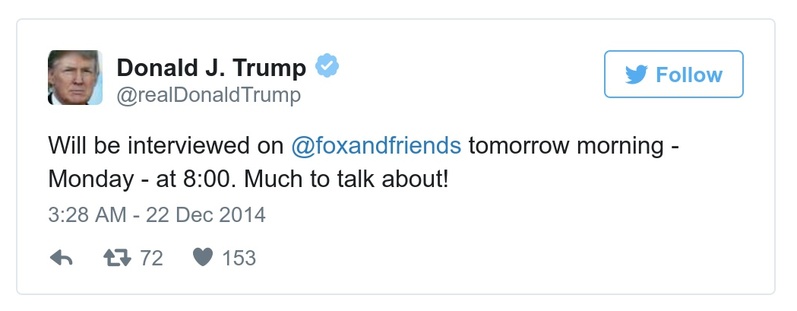 Donald J. Trump
@realDonaldTrump
Follow
Will be interviewed on @foxandfriends tomorrow morning -
Monday - at 8:00. Much to talk about!
3:28 AM - 22 Dec 2014
72 153